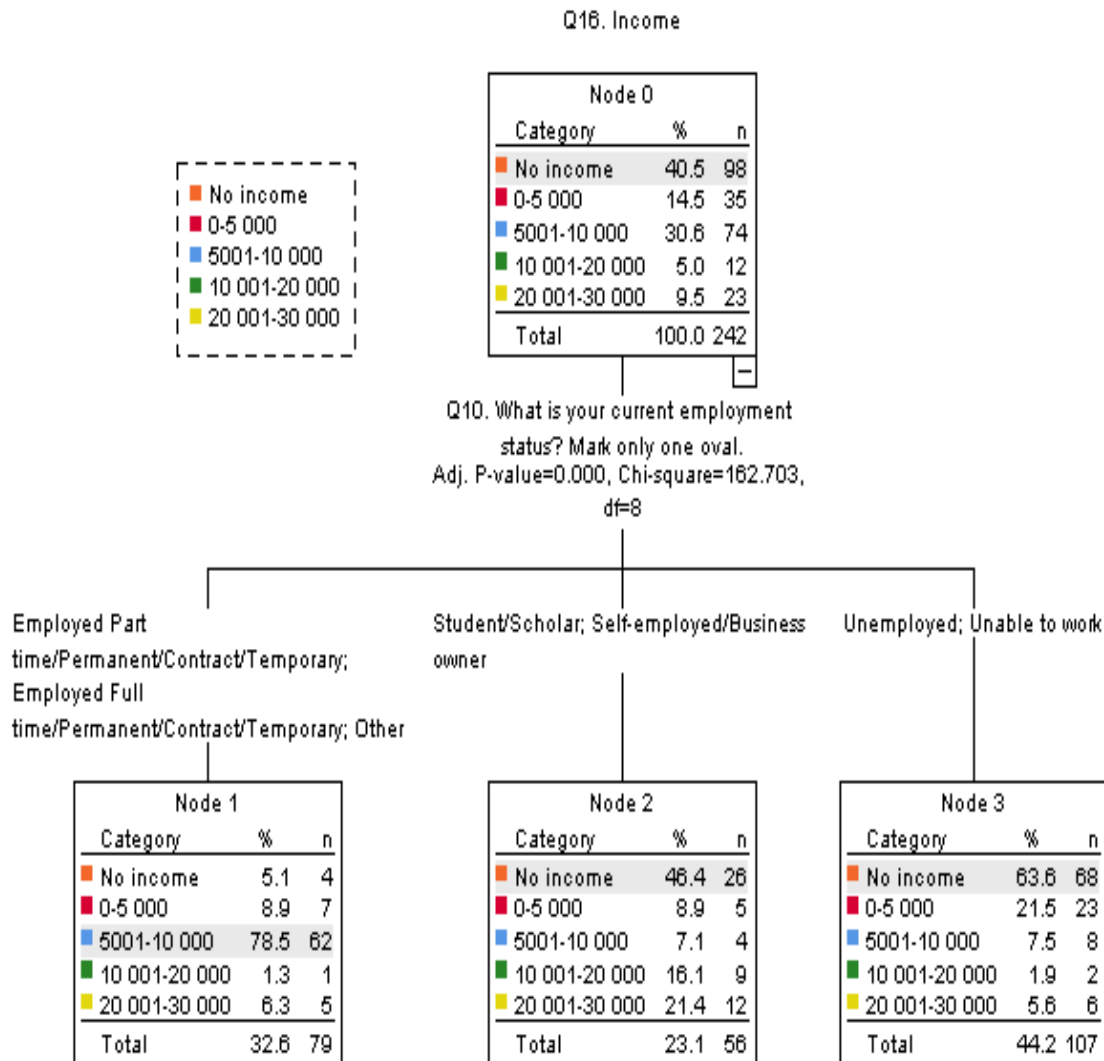 Q16. Income
Node 0
Category % n
No income 40.5 98
0-5 000 14.5 35
5001-10 000 30.6 74
10 001-20 000 5.0 12
20 001-30 000 9.5 23
Total 100.0 242
No income
0-5 000
5001-10 000
10 001-20 000
20 001-30 000
Q10. What is your current employment
status? Mark only one oval.
Adj. P-value=0.000, Chi-square=162.703,
df=8
Employed Part
time/Permanent/Contract/Temporary;
Employed Full
time/Permanent/Contract/Temporary; Other
Student/Scholar; Self-employed/Business
owner
Unemployed; Unable to work
Node 1
Category % n
No income 5.1 4
0-5 000 8.9 7
5001-10 000 78.5 62
10 001-20 000 1.3 1
20 001-30 000 6.3 5
Total 32.6 79
Node 2
Category % n
No income 46.4 26
0-5 000 8.9 5
5001-10 000 7.1 4
10 001-20 000 16.1 9
20 001-30 000 21.4 12
Total 23.1 56
Node 3
Category % n
No income 63.6 68
0-5 000 21.5 23
5001-10 000 7.5 8
10 001-20 000 1.9 2
20 001-30 000 5.6 6
Total 44.2 107